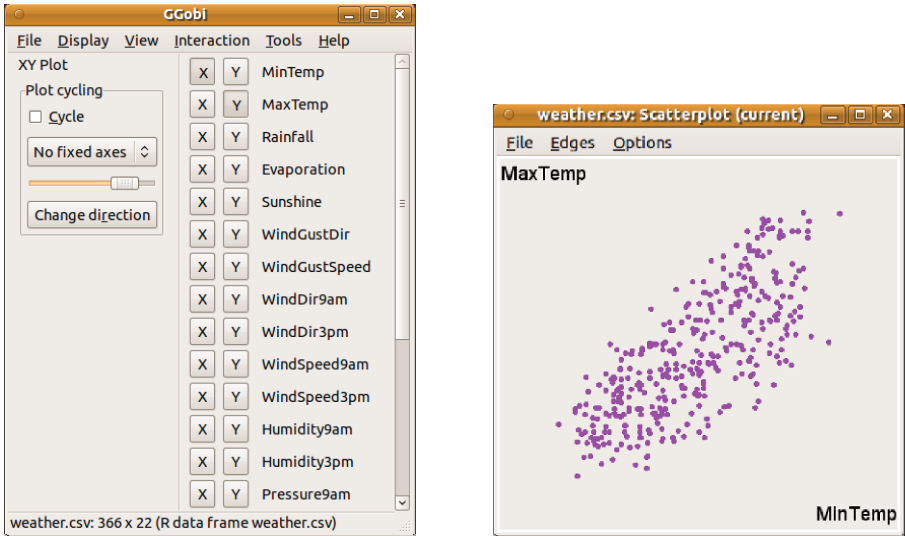 GGobi
File Display View Interaction Tools Help
XY Plot
Plot cycling
Cycle
No fixed axes
Change direction
X Y MinTemp
X Y MaxTemp
X Y Rainfall
X Y Evaporation
X Y Sunshine
X Y WindGustDir
X Y WindGustSpeed
X Y WindDir9am
X Y WindDir3pm
X Y WindSpeed9am
X Y WindSpeed3pm
X Y Humidity9am
X Y Humidity3pm
X Y Pressure9am
weather.csv: 366 x 22 (R data frame weather.csv)
weather.csv: Scatterplot (current)
File Edges Options
MaxTemp
MinTemp